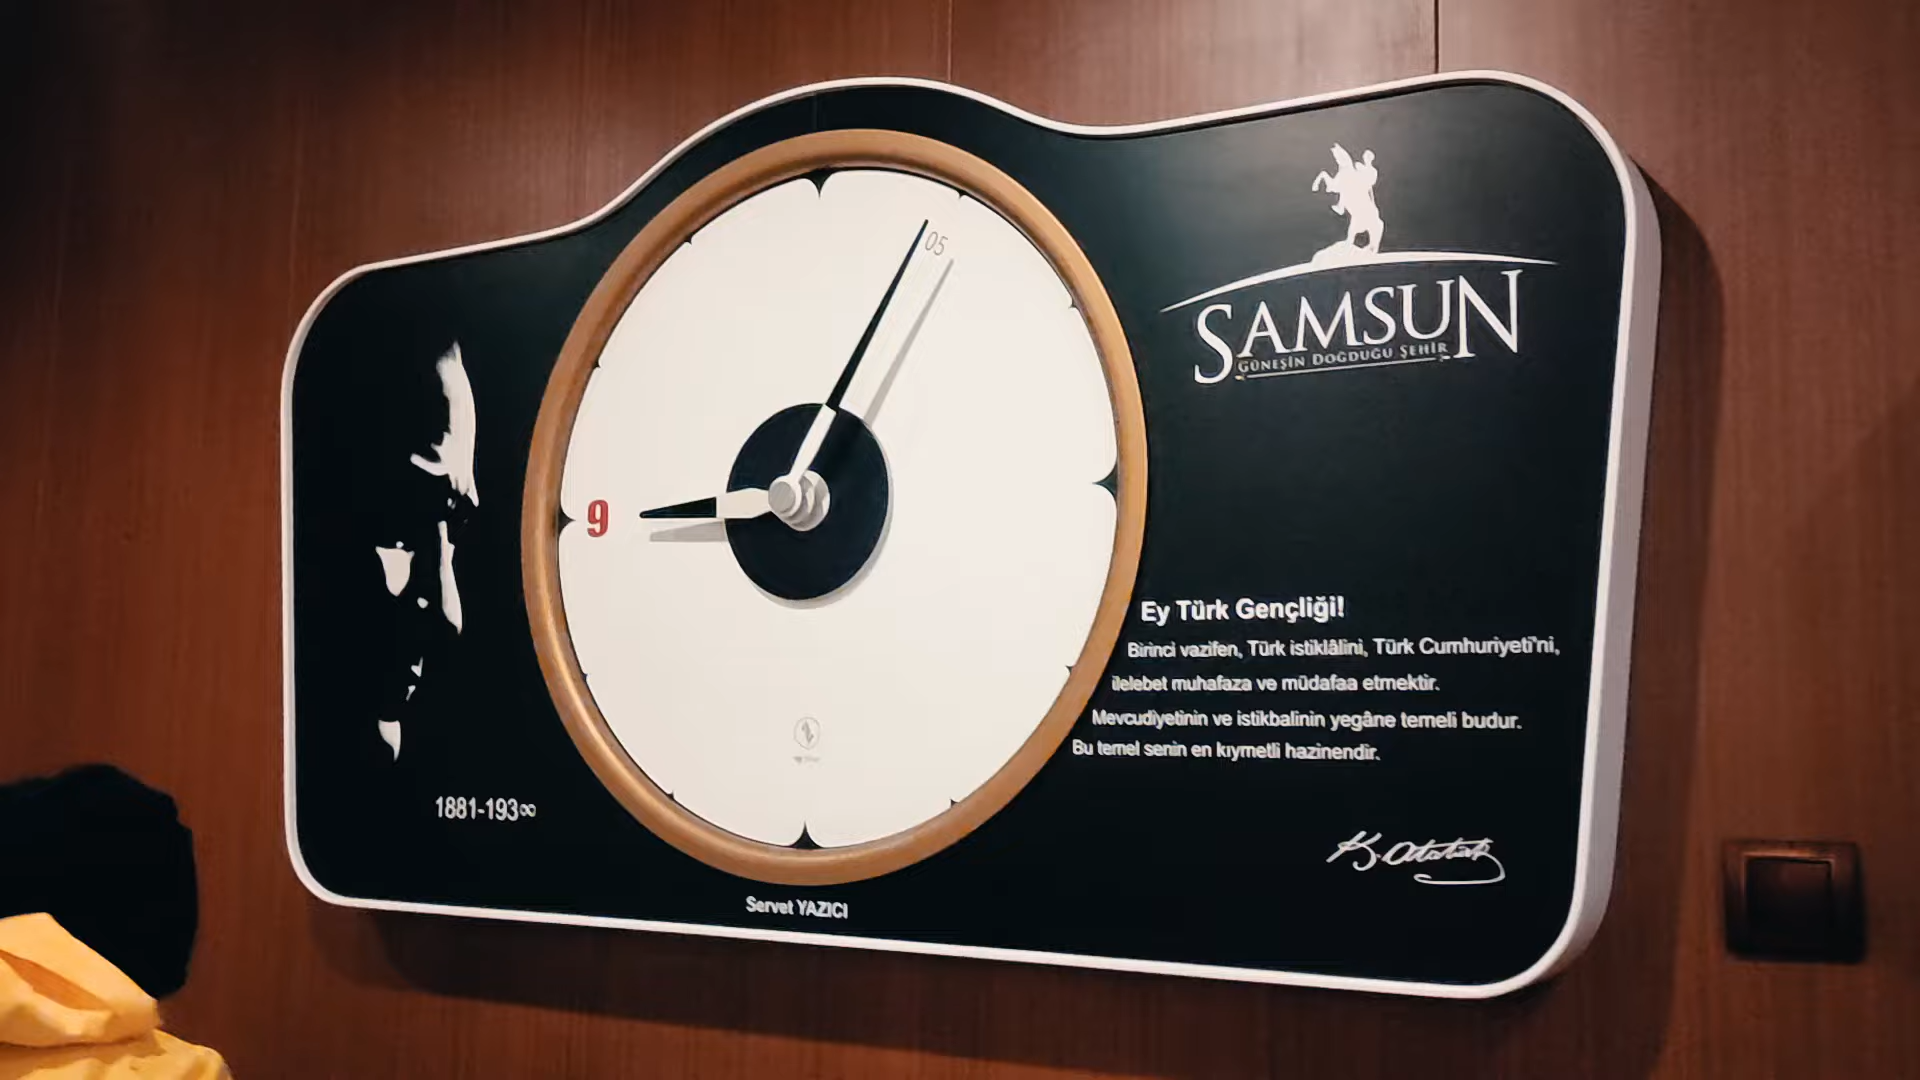 05
9
SAMSUN
GÜNEŞİN DOĞDUĞU ŞEHİR
Ey Türk Gençliği!
Birinci vazifen, Türk istiklâlini, Türk Cumhuriyeti'ni,
ilelebet muhafaza ve müdafaa etmektir.
Mevcudiyetinin ve istikbalinin yegâne temeli budur.
Bu temel senin en kıymetli hazinendir.
1881-193∞
K. Atatürk
Servet YAZICI